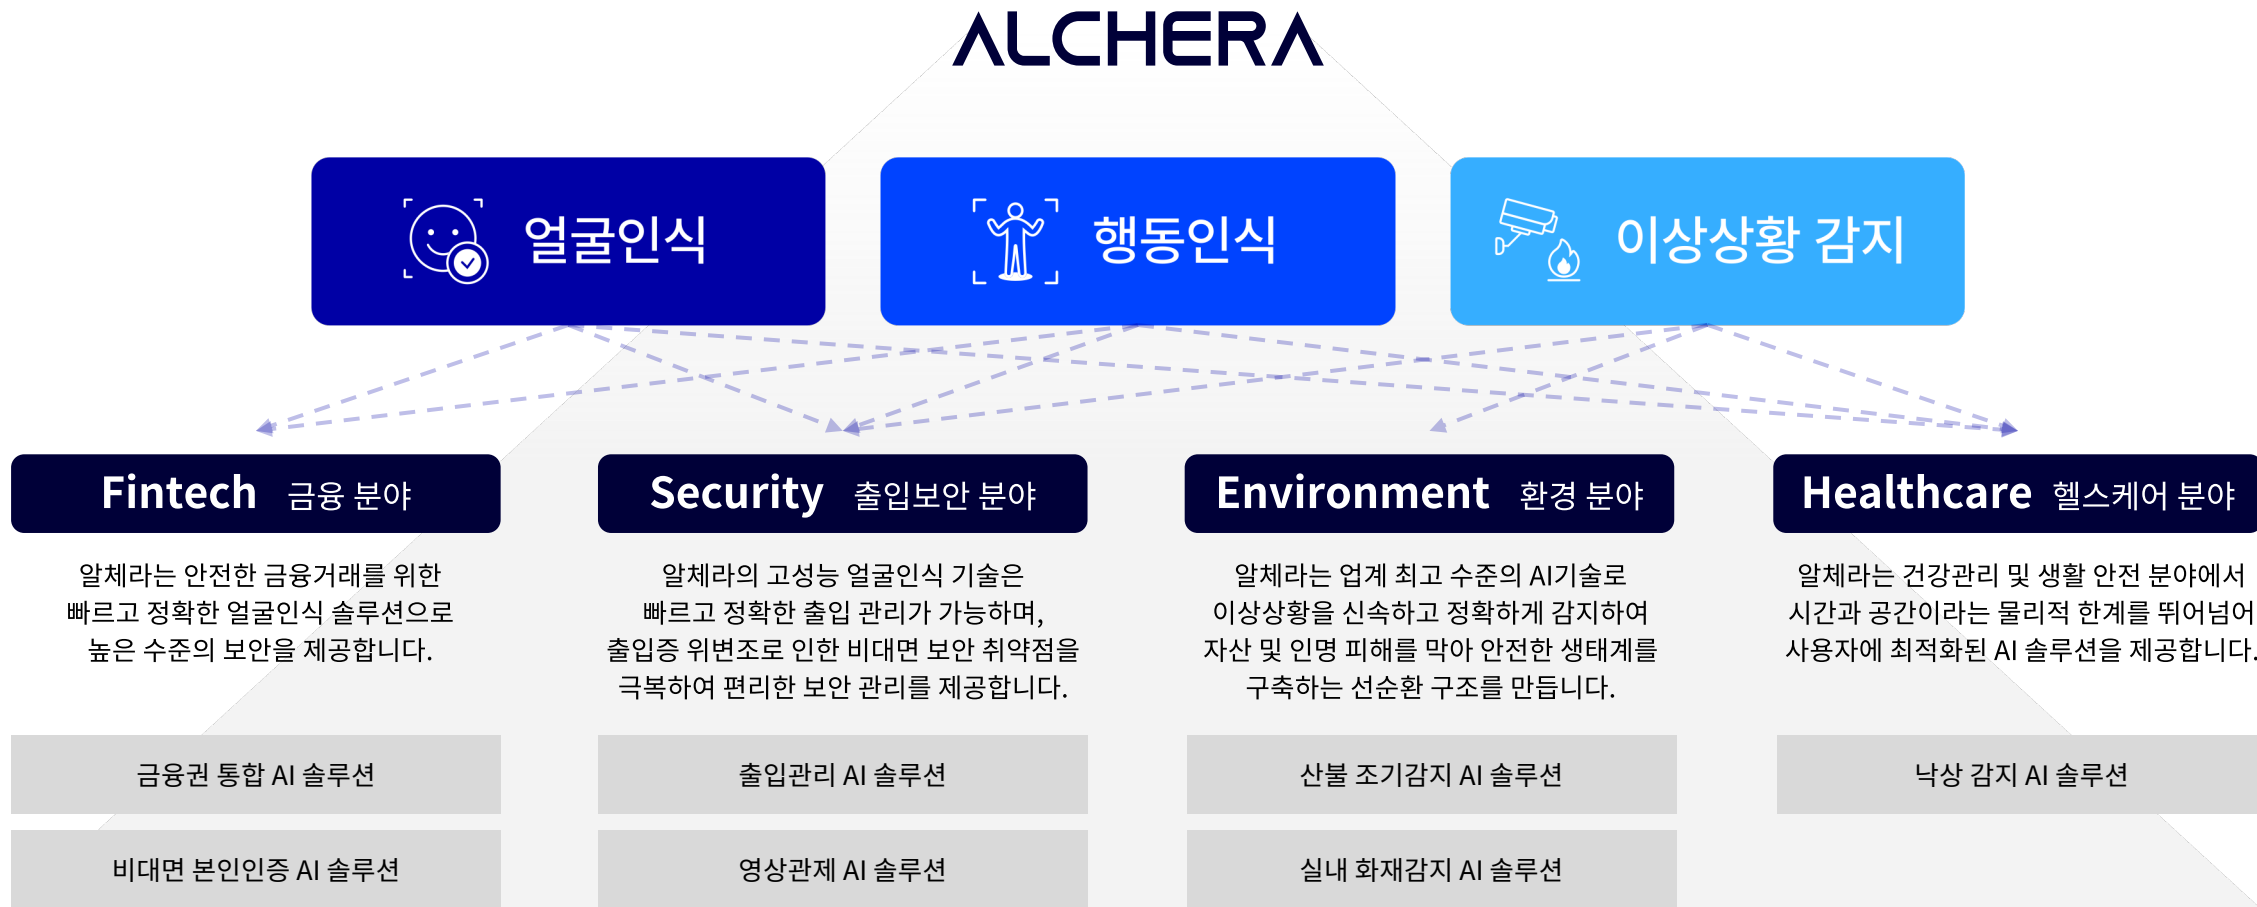 ALCHERA
얼굴인식
행동인식
이상상황 감지
Fintech 금융 분야
알체라는 안전한 금융거래를 위한
빠르고 정확한 얼굴인식 솔루션으로
높은 수준의 보안을 제공합니다.
금융권 통합 AI 솔루션
비대면 본인인증 AI 솔루션
Security 출입보안 분야
알체라의 고성능 얼굴인식 기술은
빠르고 정확한 출입 관리가 가능하며,
출입증 위변조로 인한 비대면 보안 취약점을
극복하여 편리한 보안 관리를 제공합니다.
출입관리 AI 솔루션
영상관제 AI 솔루션
Environment 환경 분야
알체라는 업계 최고 수준의 AI기술로
이상상황을 신속하고 정확하게 감지하여
자산 및 인명 피해를 막아 안전한 생태계를
구축하는 선순환 구조를 만듭니다.
산불 조기감지 AI 솔루션
실내 화재감지 AI 솔루션
Healthcare 헬스케어 분야
알체라는 건강관리 및 생활 안전 분야에서
시간과 공간이라는 물리적 한계를 뛰어넘어
사용자에 최적화된 AI 솔루션을 제공합니다.
낙상 감지 AI 솔루션